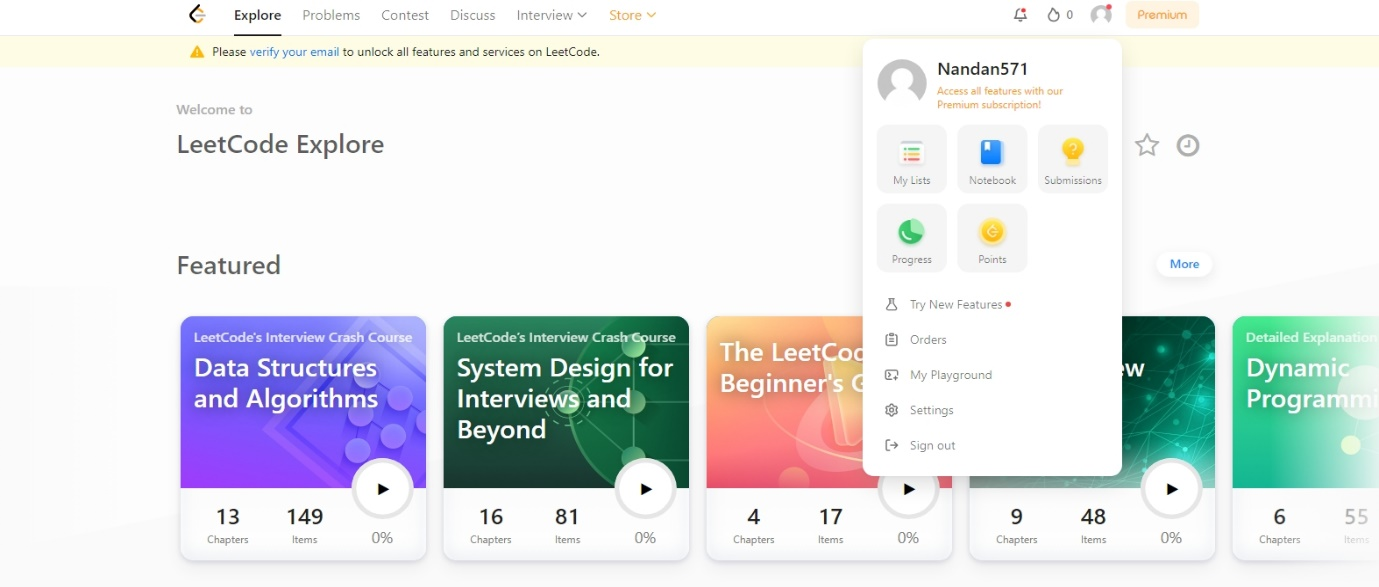 Explore Problems Contest Discuss Interview Store 0 Premium
Please verify your email to unlock all features and services on LeetCode.
Nandan571
Access all features with our
Premium subscription!
My Lists Notebook Submissions
Progress Points
Try New Features
Orders
My Playground
Settings
Sign out
Welcome to
LeetCode Explore
Featured
More
LeetCode's Interview Crash Course
Data Structures
and Algorithms
13 149
Chapters Items 0%
LeetCode's Interview Crash Course
System Design for
Interviews and
Beyond
16 81
Chapters Items 0%
The LeetCo
Beginner's G
4 17
Chapters Items 0%
ew
9 48
Chapters Items 0%
Detailed Explanation
Dynamic
Programmi
6 55
Chapters Items